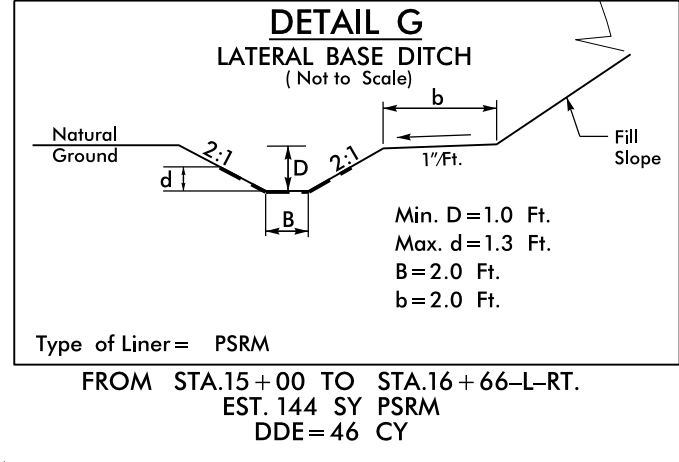 DETAIL G
LATERAL BASE DITCH
( Not to Scale)
b
Natural
Ground
2:1
D
2:1
1"/Ft.
Fill
Slope
d
B
Min. D=1.0 Ft.
Max. d=1.3 Ft.
B=2.0 Ft.
b=2.0 Ft.
Type of Liner= PSRM
FROM STA.15+00 TO STA.16+66-L-RT.
EST. 144 SY PSRM
DDE=46 CY